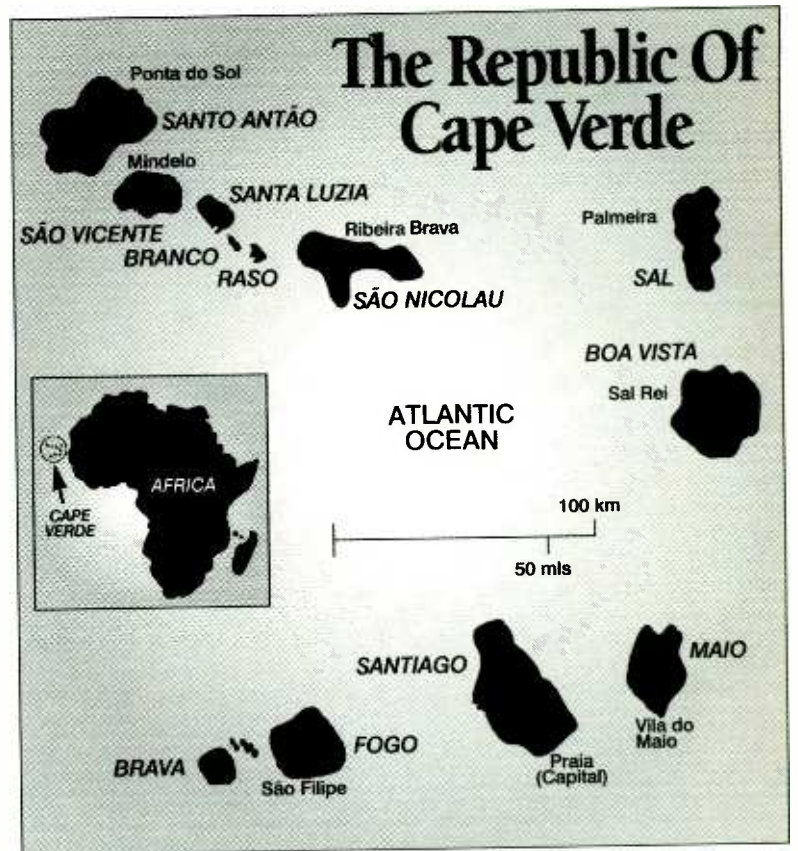 The Republic Of
Cape Verde
Ponta do Sol
SANTO ANTÃO
Mindelo
SANTA LUZIA
SÃO VICENTE
BRANCO
RASO
Ribeira Brava
SÃO NICOLAU
Palmeira
SAL
BOA VISTA
Sal Rei
ATLANTIC
OCEAN
AFRICA
CAPE
VERDE
100 km
50 mls
SANTIAGO
MAIO
Vila do
Maio
Praia
(Capital)
FOGO
BRAVA
São Filipe